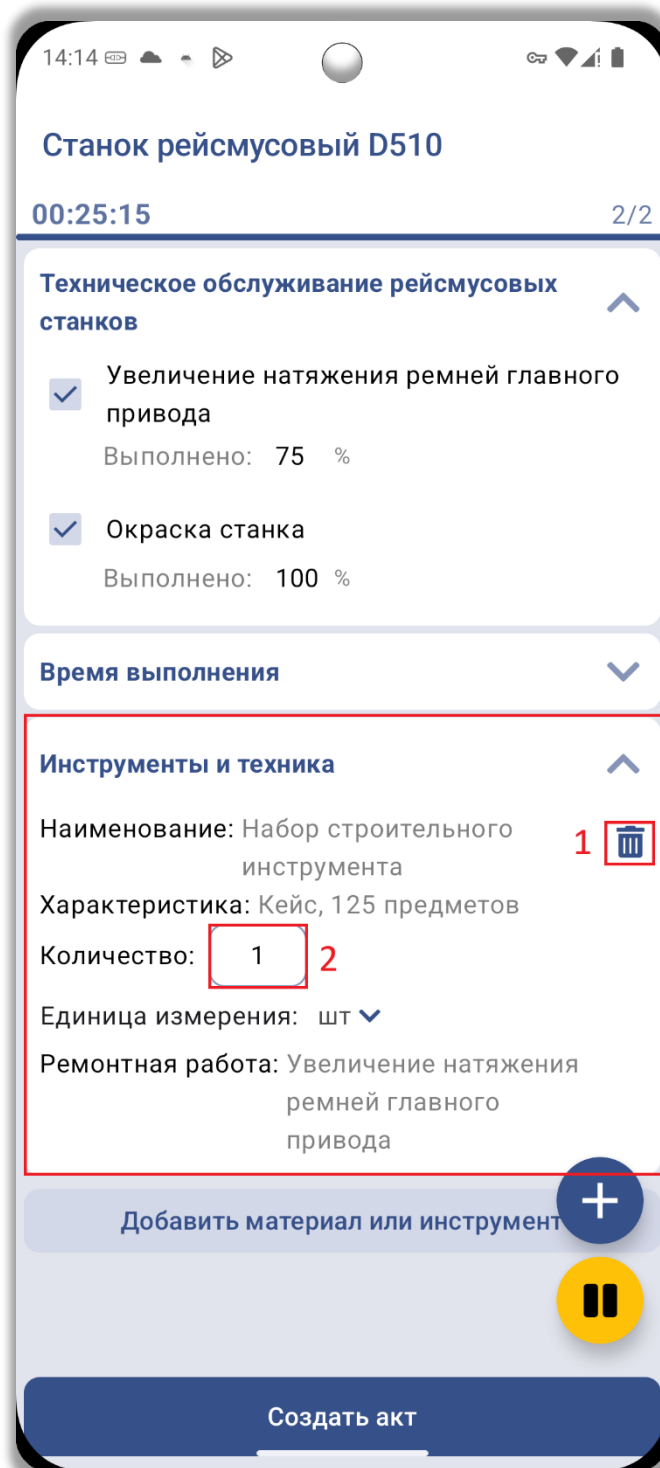 14:14
Станок рейсмусовый D510
00:25:15 2/2
Техническое обслуживание рейсмусовых
станков
Увеличение натяжения ремней главного
привода
Выполнено: 75 %
Окраска станка
Выполнено: 100 %
Время выполнения
Инструменты и техника
Наименование: Набор строительного 1
инструмента
Характеристика: Кейс, 125 предметов
Количество: 1 2
Единица измерения: шт
Ремонтная работа: Увеличение натяжения
ремней главного
привода
Добавить материал или инструмент
Создать акт